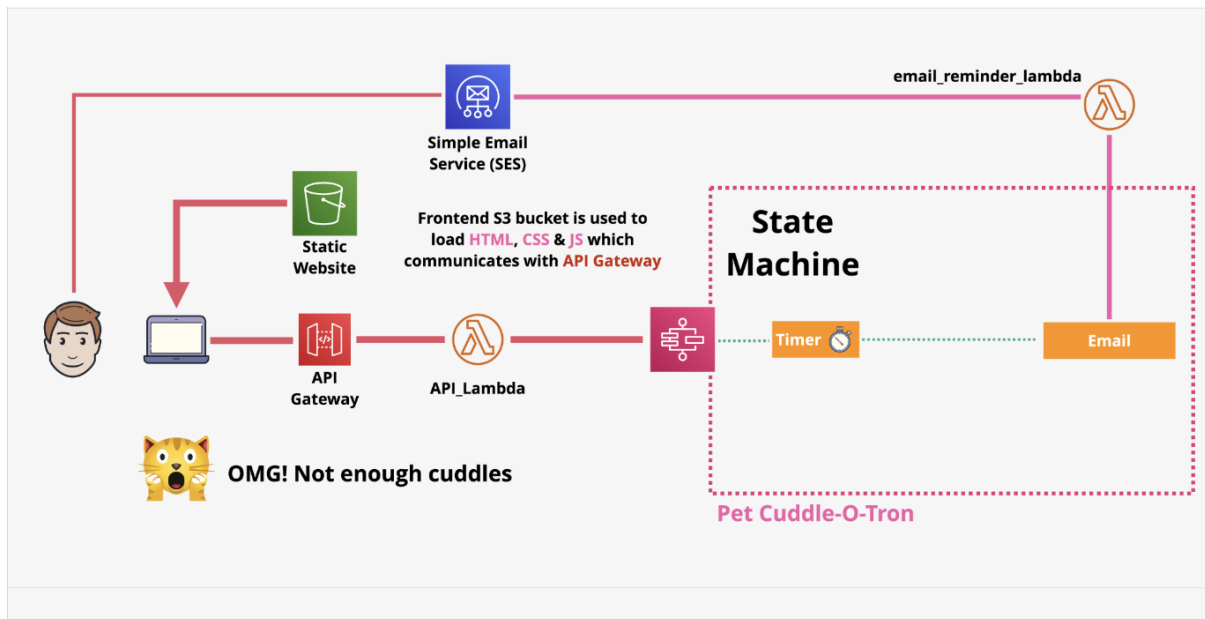 email_reminder_lambda
Simple Email
Service (SES)
Static
Website
Frontend S3 bucket is used to
load HTML, CSS & JS which
communicates with API Gateway
State
Machine
API
Gateway
API_Lambda
Timer
Email
OMG! Not enough cuddles
Pet Cuddle-O-Tron